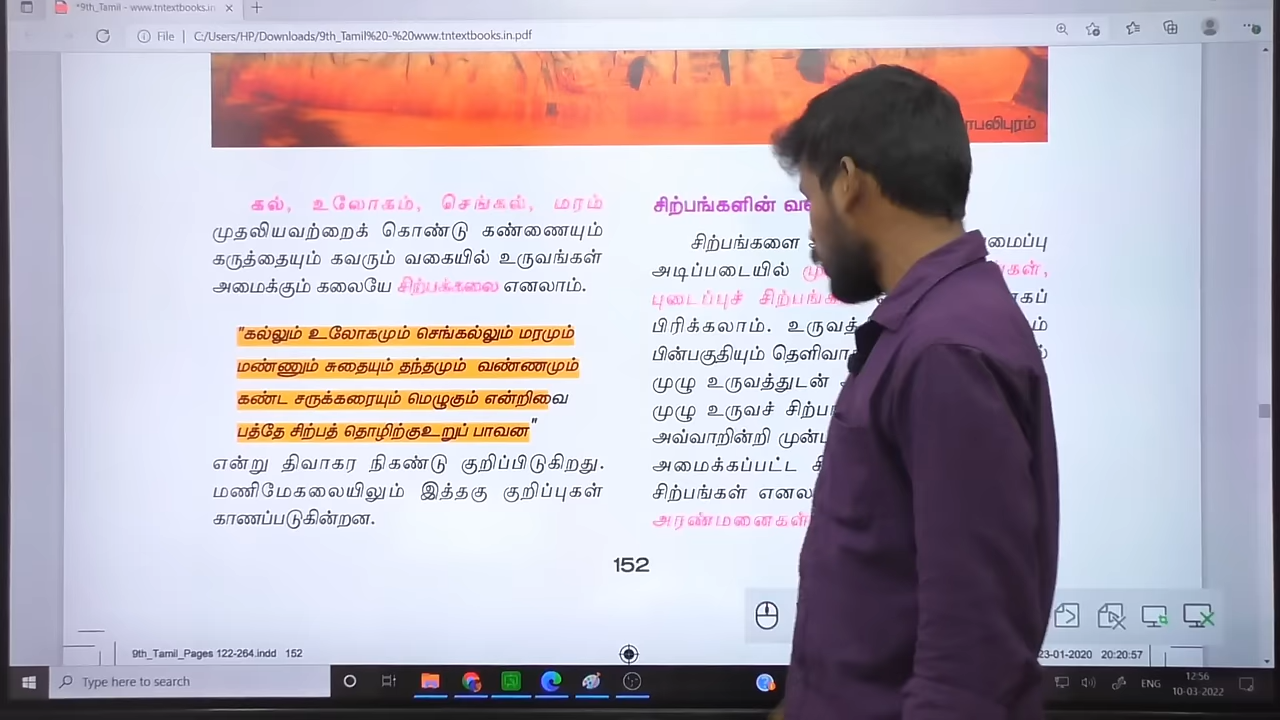 *9th_Tamil - www.tntextbooks.in
File
C:/Users/HP/Downloads/9th_Tamil%20-%20www.tntextbooks.in.pdf
கல், உலோகம், செங்கல், மரம்
முதலியவற்றைக் கொண்டு கண்ணையும்
கருத்தையும் கவரும் வகையில் உருவங்கள்
அமைக்கும் கலையே சிற்பக்கலை எனலாம்.
"கல்லும் உலோகமும் செங்கல்லும் மரமும்
மண்ணும் சுதையும் தந்தமும் வண்ணமும்
கண்ட சருக்கரையும் மெழுகும் என்றிவை
பத்தே சிற்பத் தொழிற்குஉறுப் பாவன"
என்று திவாகர நிகண்டு குறிப்பிடுகிறது.
மணிமேகலையிலும் இத்தகு குறிப்புகள்
காணப்படுகின்றன.
சிற்பங்களின்
சிற்பங்களை
அடிப்படையில்
புடைப்புச்
பிரிக்கலாம்.
பின்பகுதியும்
முழு உருவத்துடன்
முழு உருவச்
அவ்வாறின்றி
அமைக்கப்பட்ட
சிற்பங்கள்
அரண்மனைகள்
152
9th_Tamil_Pages 122-264.indd 152
23-01-2020 20:20:57
Type here to search
ENG
12:56
10-03-2022